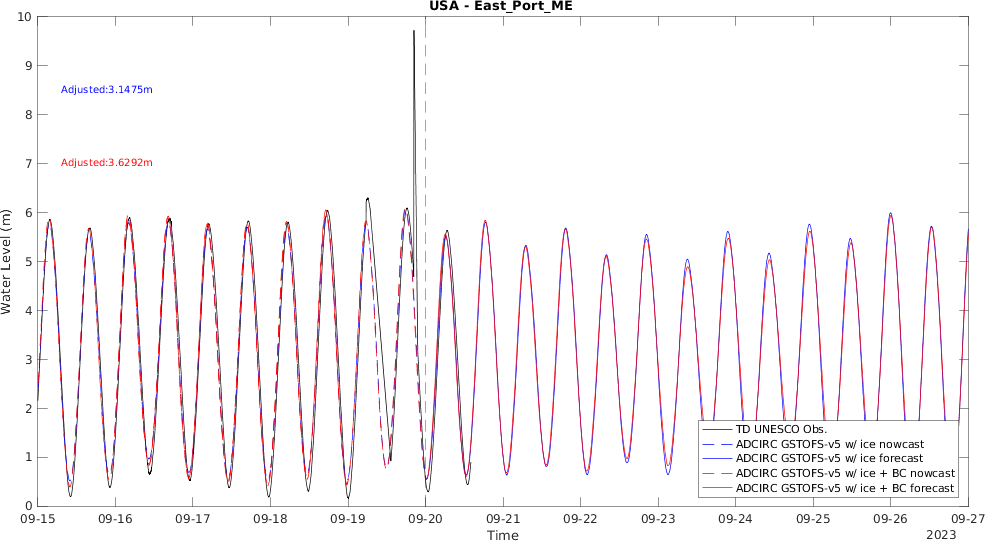 USA - East_Port_ME
10
9
8
7
6
5
4
3
2
1
0
Water Level (m)
Adjusted:3.1475m
Adjusted:3.6292m
TD UNESCO Obs.
ADCIRC GSTOFS-v5 w/ ice nowcast
ADCIRC GSTOFS-v5 w/ ice forecast
ADCIRC GSTOFS-v5 w/ ice + BC nowcast
ADCIRC GSTOFS-v5 w/ ice + BC forecast
09-15 09-16 09-17 09-18 09-19 09-20 09-21 09-22 09-23 09-24 09-25 09-26 09-27
Time
2023